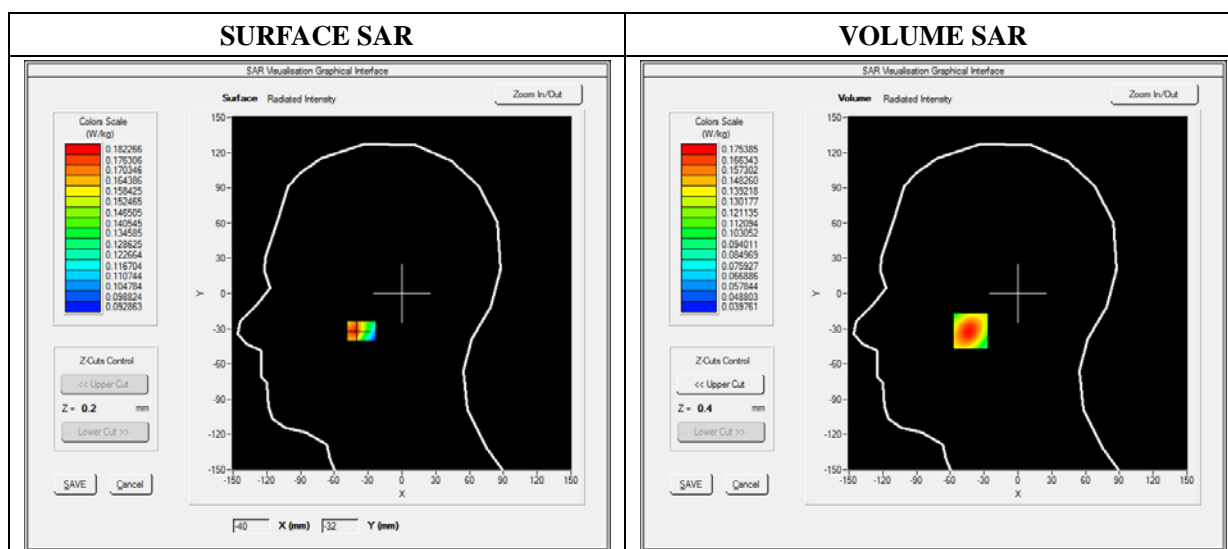 SURFACE SAR
VOLUME SAR
SAR Visualisation Graphical Interface
Surface Radiated Intensity
Zoom In/Out
Colors Scale
(W/kg)
0.182266
0.176306
0.170346
0.164386
0.158425
0.152465
0.146505
0.140545
0.134585
0.128625
0.122664
0.116704
0.110744
0.104784
0.098824
0.092863
150
120
90
60
30
0
-30
-60
-90
-120
-150
Y
-150 -120 -90 -60 -30 0 30 60 90 120 150
X
Z-Cuts Control
<< Upper Cut
Z = 0.2 mm
Lower Cut >>
SAVE Cancel
-40 X (mm) -32 Y (mm)
SAR Visualisation Graphical Interface
Volume Radiated Intensity
Zoom In/Out
Colors Scale
(W/kg)
0.175385
0.166343
0.157302
0.148260
0.139218
0.130177
0.121135
0.112094
0.103052
0.094011
0.084969
0.075927
0.066886
0.057844
0.048803
0.039761
150
120
90
60
30
0
-30
-60
-90
-120
-150
Y
-150 -120 -90 -60 -30 0 30 60 90 120 150
X
Z-Cuts Control
<< Upper Cut
Z = 0.4 mm
Lower Cut >>
SAVE Cancel